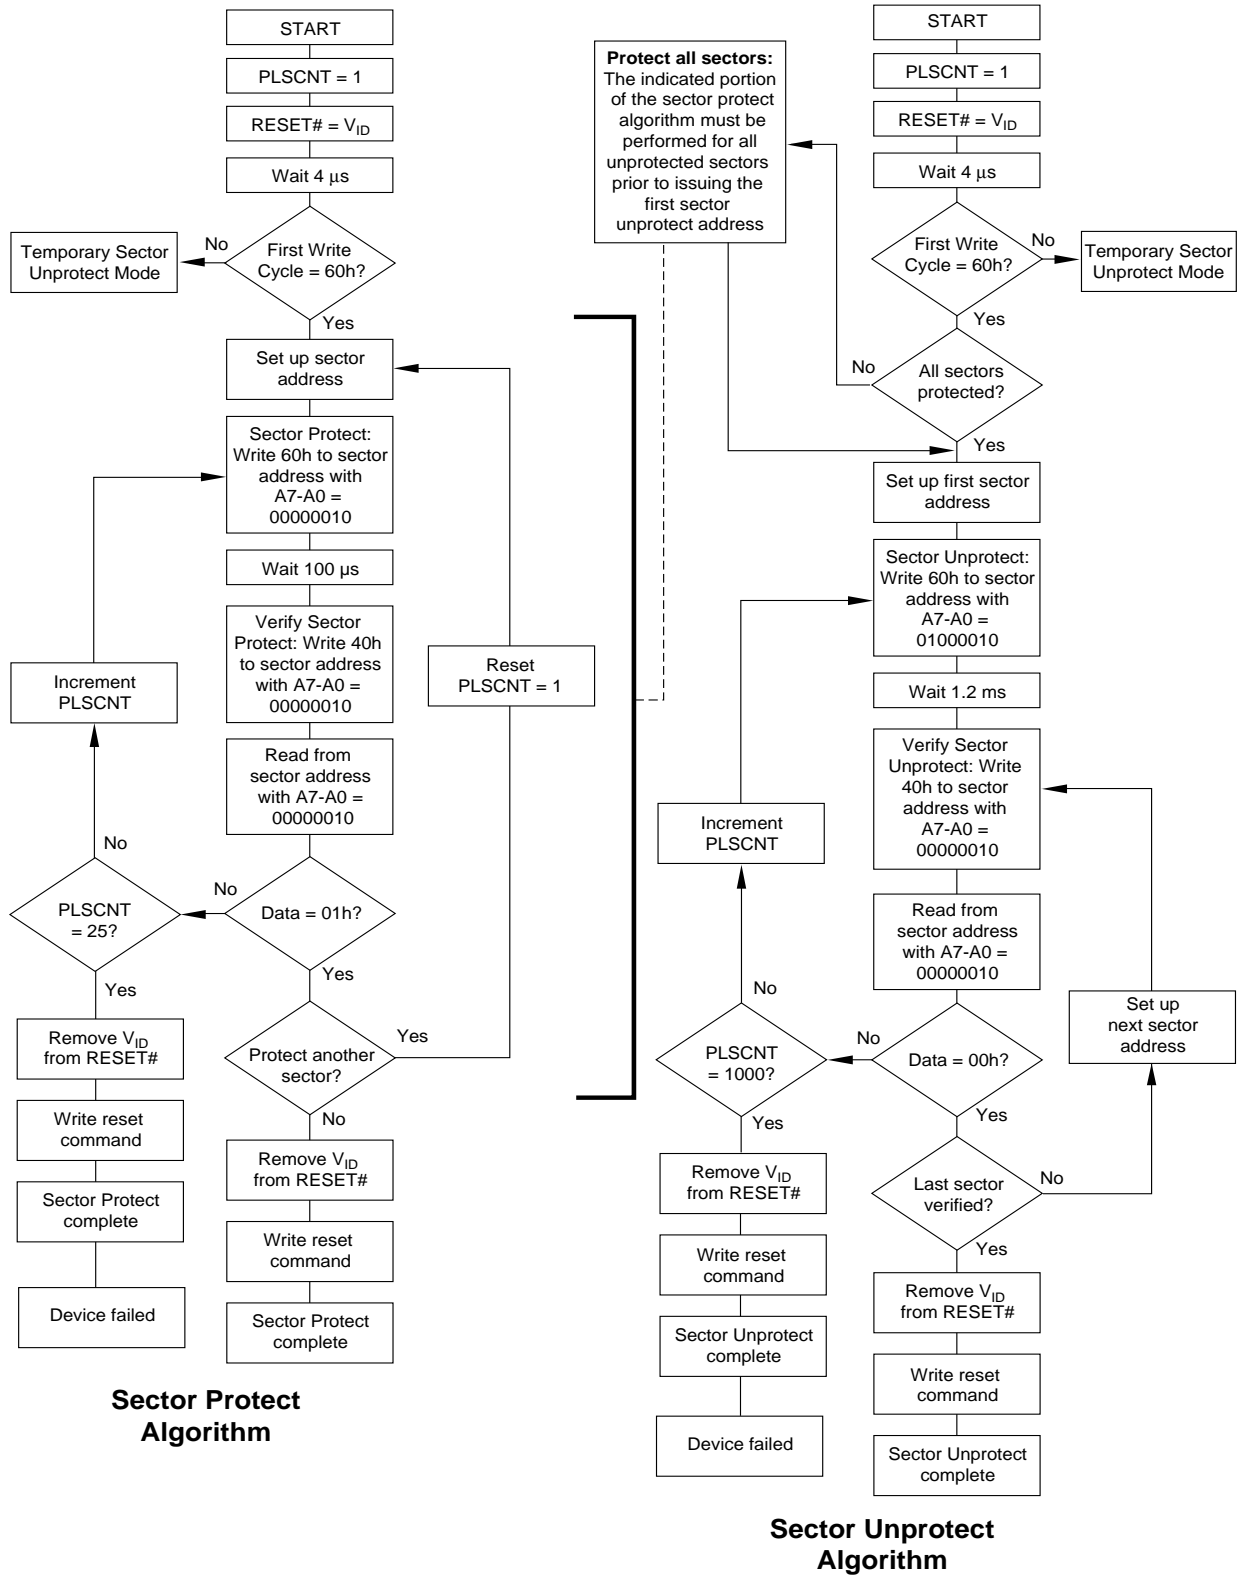 START
PLSCNT = 1
RESET# = VID
Wait 4 μs
First Write
Cycle = 60h?
No
Temporary Sector
Unprotect Mode
Yes
Set up sector
address
Sector Protect:
Write 60h to sector
address with
A7-A0 =
00000010
Wait 100 µs
Verify Sector
Protect: Write 40h
to sector address
with A7-A0 =
00000010
Read from
sector address
with A7-A0 =
00000010
Data = 01h?
No
PLSCNT
= 25?
No
Increment
PLSCNT
Yes
Remove VID
from RESET#
Write reset
command
Sector Protect
complete
Device failed
Yes
Protect another
sector?
Yes
Reset
PLSCNT = 1
No
Remove VID
from RESET#
Write reset
command
Sector Protect
complete
Sector Protect
Algorithm
Protect all sectors:
The indicated portion
of the sector protect
algorithm must be
performed for all
unprotected sectors
prior to issuing the
first sector
unprotect address
START
PLSCNT = 1
RESET# = VID
Wait 4 μs
First Write
Cycle = 60h?
No
Temporary Sector
Unprotect Mode
Yes
All sectors
protected?
No
Yes
Set up first sector
address
Sector Unprotect:
Write 60h to sector
address with
A7-A0 =
01000010
Wait 1.2 ms
Verify Sector
Unprotect: Write
40h to sector
address with
A7-A0 =
00000010
Read from
sector address
with A7-A0 =
00000010
Data = 00h?
No
PLSCNT
= 1000?
No
Increment
PLSCNT
Yes
Remove VID
from RESET#
Write reset
command
Sector Unprotect
complete
Device failed
Yes
Last sector
verified?
No
Set up
next sector
address
Yes
Remove VID
from RESET#
Write reset
command
Sector Unprotect
complete
Sector Unprotect
Algorithm